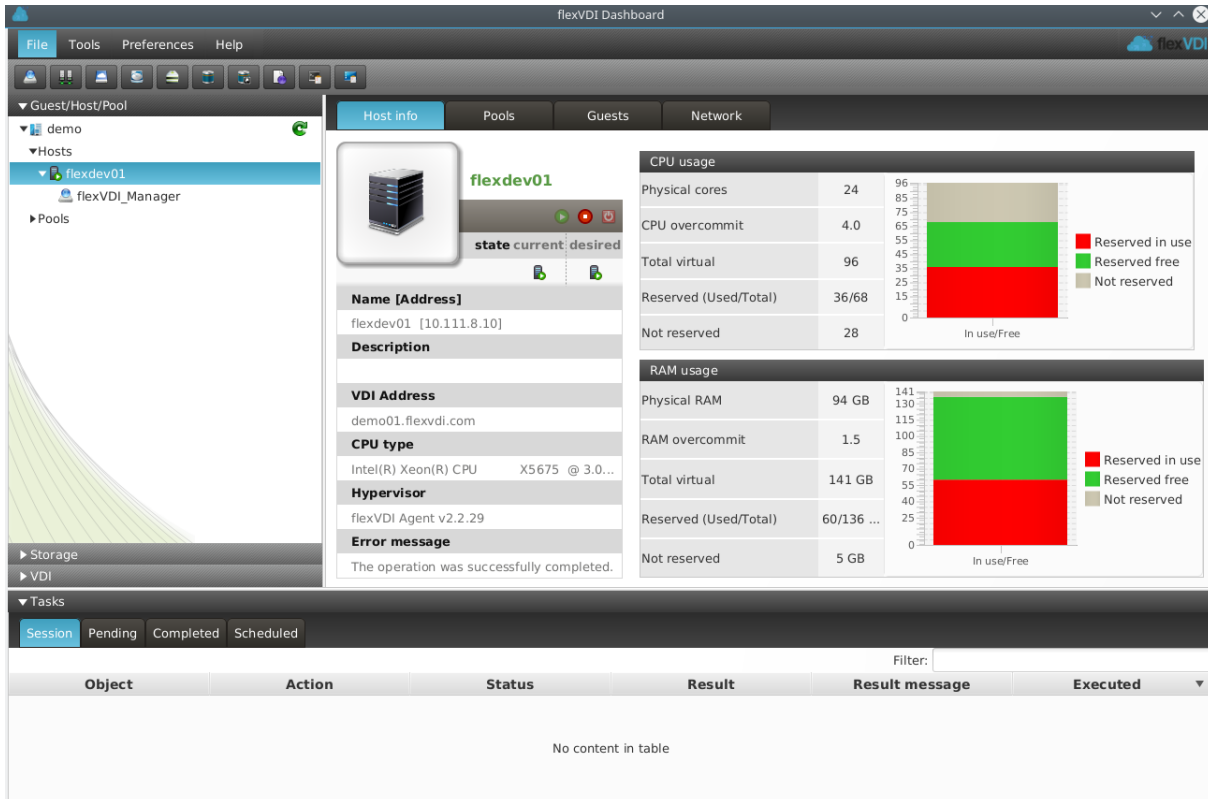 flexVDI Dashboard
File Tools Preferences Help
flexVDI
Guest/Host/Pool
demo
Hosts
flexdev01
flexVDI_Manager
Pools
Storage
VDI
Host info Pools Guests Network
flexdev01
state current desired
Name [Address]
flexdev01 [10.111.8.10]
Description
VDI Address
demo01.flexvdi.com
CPU type
Intel(R) Xeon(R) CPU X5675 @ 3.0...
Hypervisor
flexVDI Agent v2.2.29
Error message
The operation was successfully completed.
CPU usage
Physical cores 24
CPU overcommit 4.0
Total virtual 96
Reserved (Used/Total) 36/68
Not reserved 28
96
85
75
65
55
45
35
25
15
0
In use/Free
Reserved in use
Reserved free
Not reserved
RAM usage
Physical RAM 94 GB
RAM overcommit 1.5
Total virtual 141 GB
Reserved (Used/Total) 60/136 ...
Not reserved 5 GB
141
130
115
100
85
70
55
40
25
0
In use/Free
Reserved in use
Reserved free
Not reserved
Tasks
Session Pending Completed Scheduled
Filter:
Object Action Status Result Result message Executed
No content in table